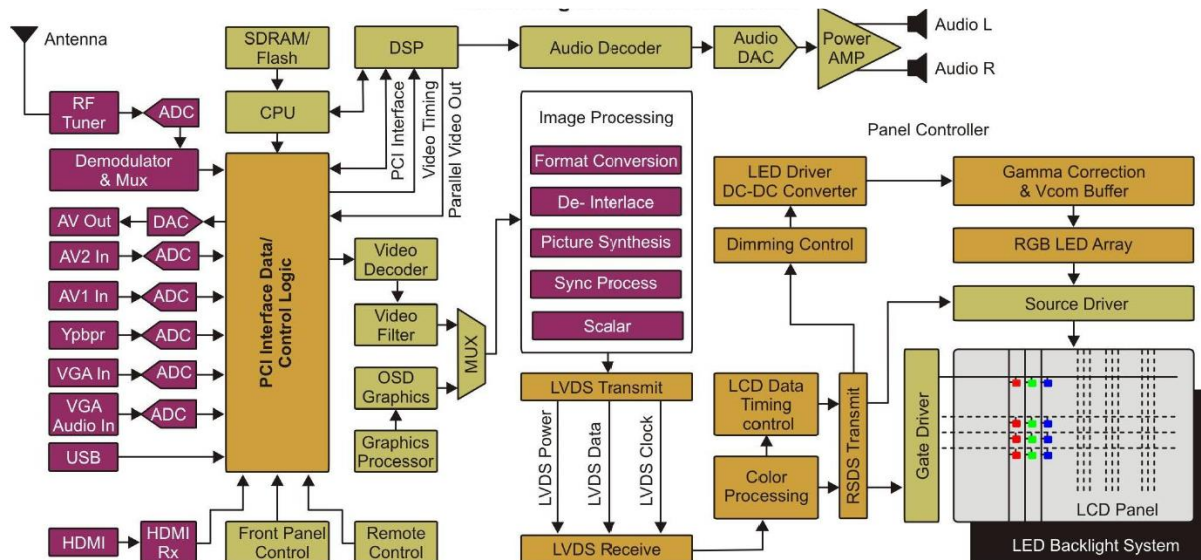 Antenna
SDRAM/
Flash
DSP
Audio Decoder
Audio
DAC
Power
AMP
Audio L
Audio R
RF
Tuner
ADC
CPU
PCI Interface
Video Timing
Parallel Video Out
Image Processing
Panel Controller
Demodulator
& Mux
Format Conversion
LED Driver
DC-DC Converter
Gamma Correction
& Vcom Buffer
AV Out
DAC
De- Interlace
Dimming Control
RGB LED Array
AV2 In
ADC
PCI Interface Data/
Control Logic
Video
Decoder
Picture Synthesis
AV1 In
ADC
Sync Process
Source Driver
Ypbpr
ADC
Video
Filter
MUX
Scalar
VGA In
ADC
OSD
Graphics
LVDS Transmit
LCD Data
Timing
control
RSDS Transmit
Gate Driver
VGA
Audio In
ADC
Graphics
Processor
LVDS Power
LVDS Data
LVDS Clock
USB
Color
Processing
LCD Panel
HDMI
HDMI
Rx
Front Panel
Control
Remote
Control
LVDS Receive
LED Backlight System